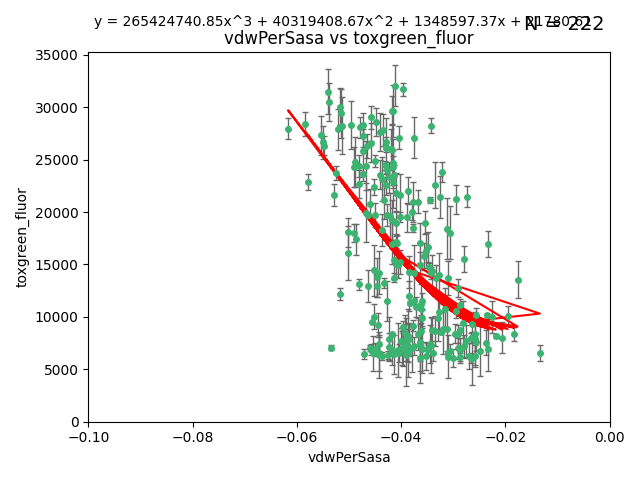 y = 265424740.85x^3 + 40319408.67x^2 + 1348597.37x +
N = 222
vdwPerSasa vs toxgreen_fluor
35000
30000
25000
20000
15000
10000
5000
0
toxgreen_fluor
−0.10 −0.08 −0.06 −0.04 −0.02 0.00
vdwPerSasa